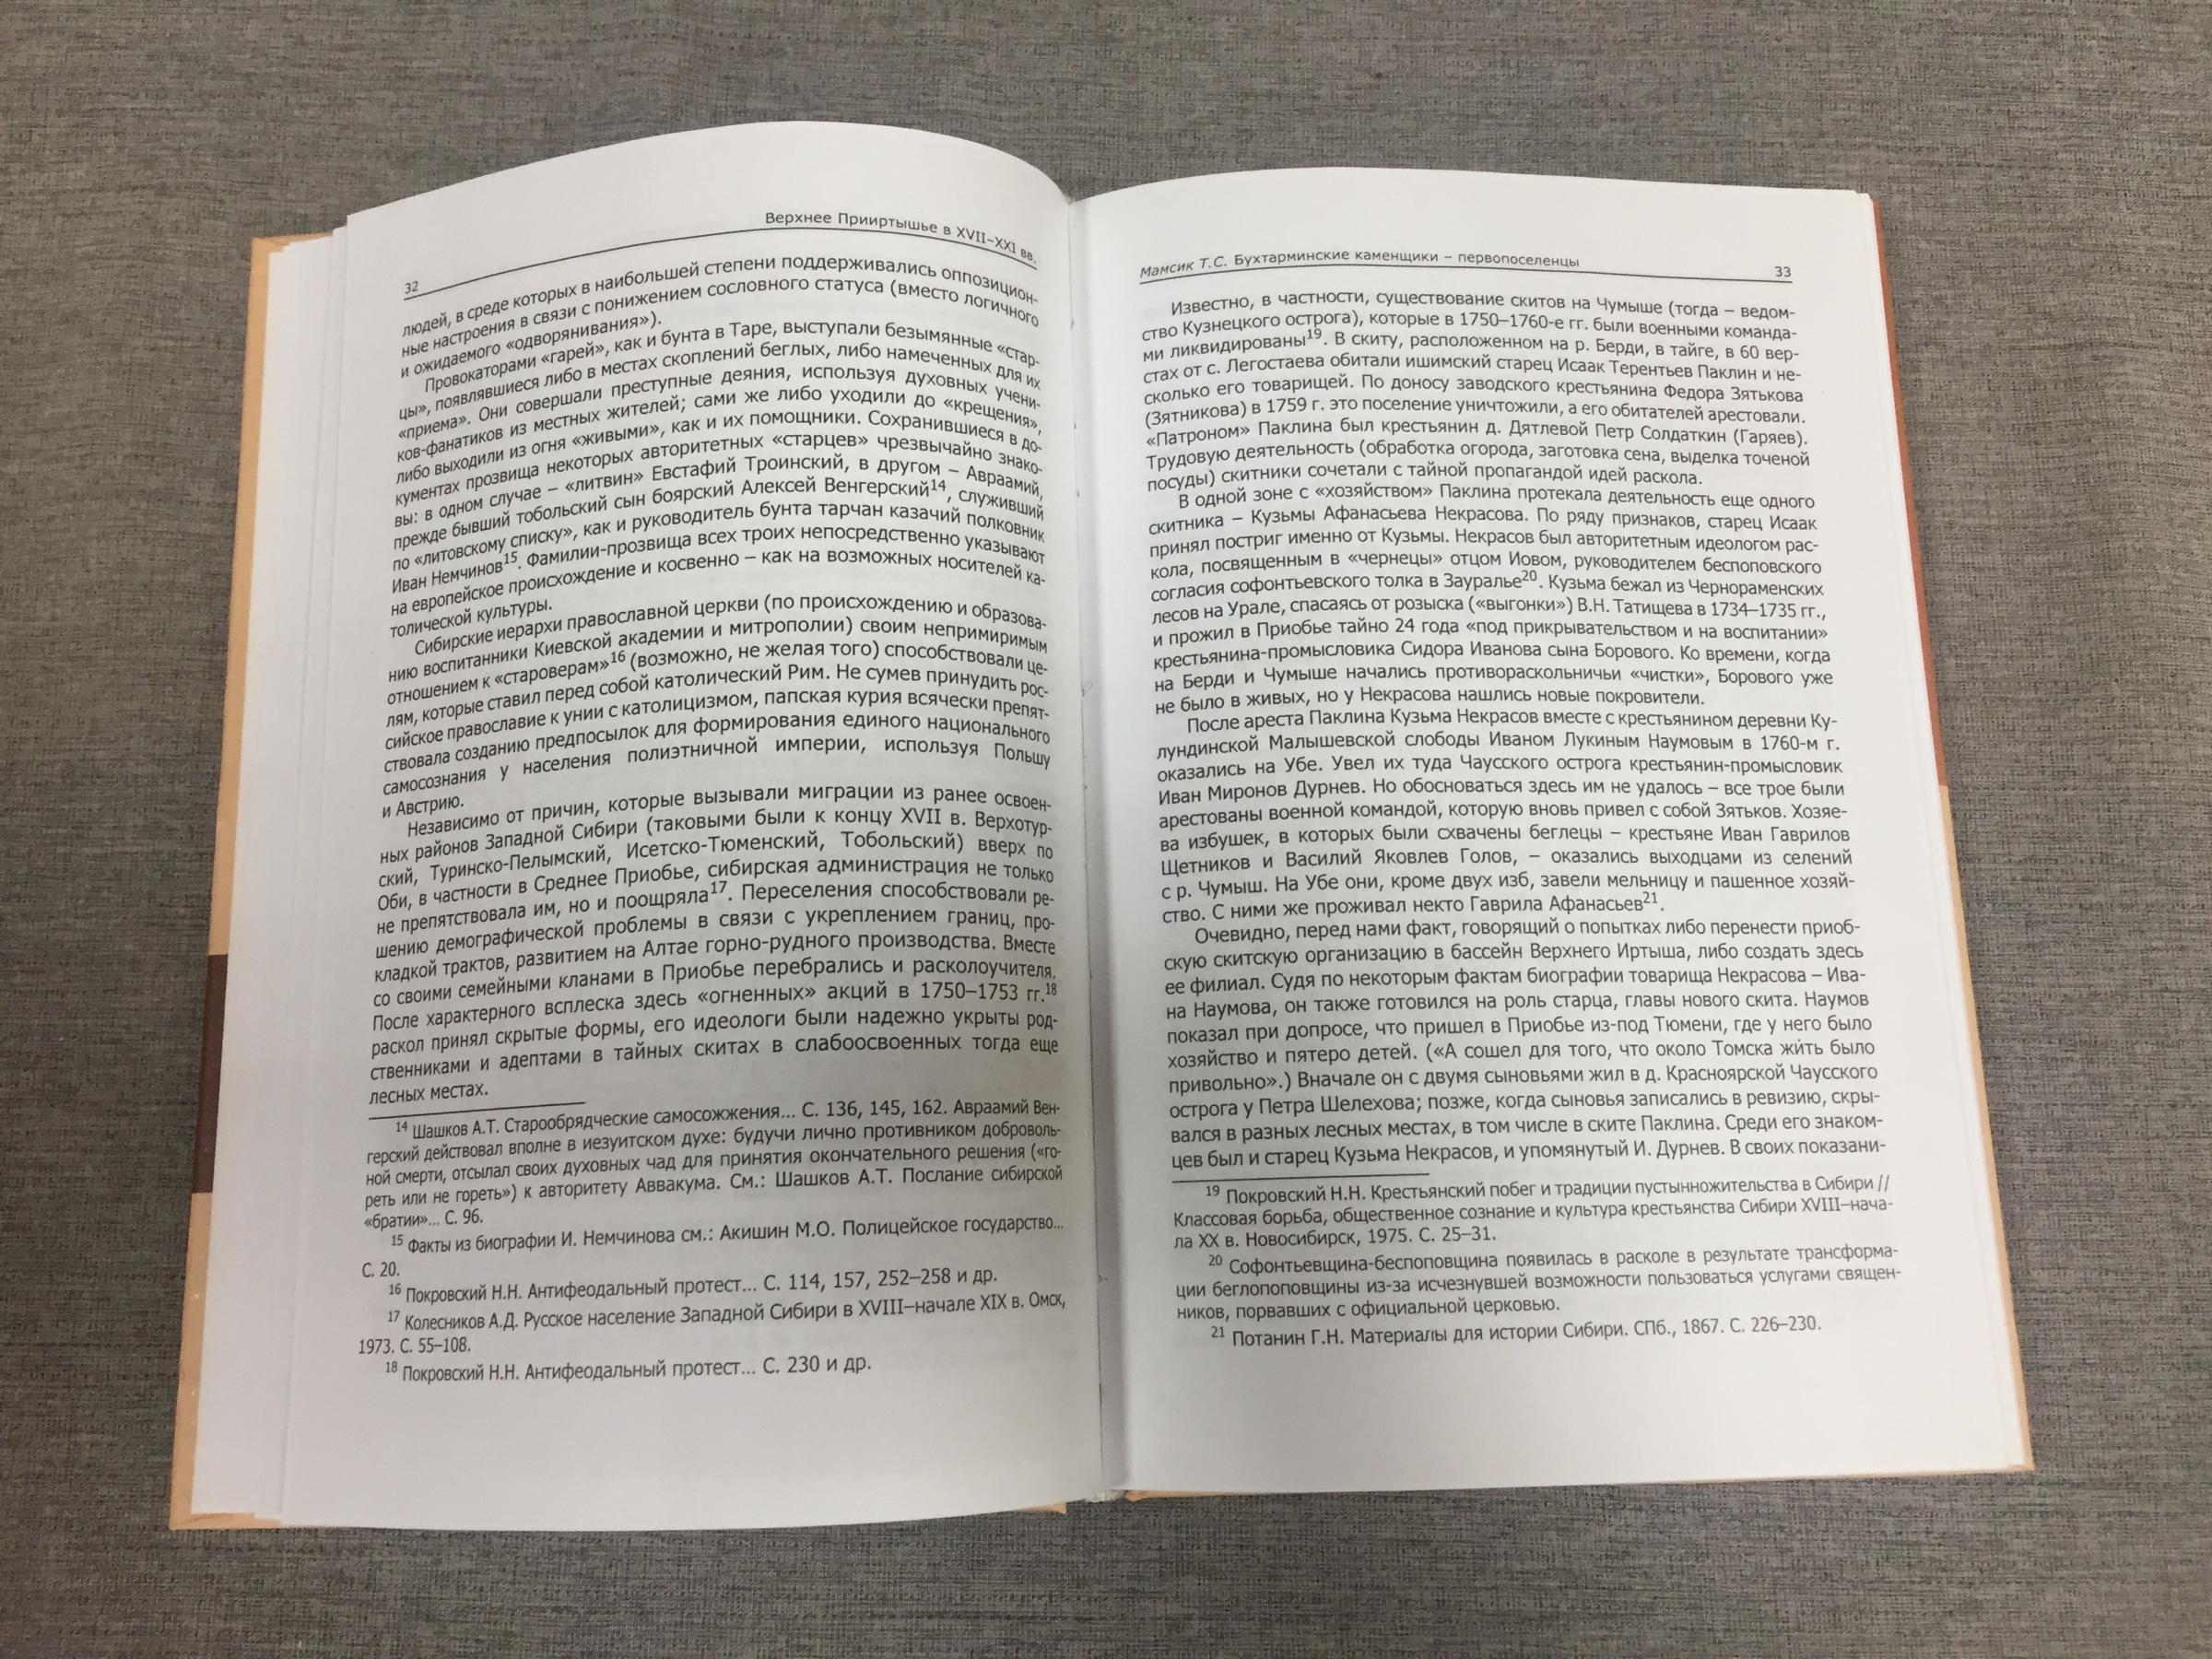 32
Верхнее Прииртышье в XVII–XXI вв.
людей, в среде которых в наибольшей степени поддерживались оппозицион-
ные настроения в связи с понижением сословного статуса (вместо логичного
и ожидаемого «одворянивания»).
Провокаторами «гарей», как и бунта в Таре, выступали безымянные «стар-
цы», появлявшиеся либо в местах скоплений беглых, либо намеченных для их
«приема». Они совершали преступные деяния, используя духовных учени-
ков-фанатиков из местных жителей; сами же либо уходили до «крещения»,
либо выходили из огня «живыми», как и их помощники. Сохранившиеся в до-
кументах прозвища некоторых авторитетных «старцев» чрезвычайно знако-
вы: в одном случае – «литвин» Евстафий Троинский, в другом – Авраамий,
прежде бывший тобольский сын боярский Алексей Венгерский14, служивший
по «литовскому списку», как и руководитель бунта тарчан казачий полковник
Иван Немчинов15. Фамилии-прозвища всех троих непосредственно указывают
на европейское происхождение и косвенно – как на возможных носителей ка-
толической культуры.
Сибирские иерархи православной церкви (по происхождению и образова-
нию воспитанники Киевской академии и митрополии) своим непримиримым
отношением к «староверам»16 (возможно, не желая того) способствовали це-
лям, которые ставил перед собой католический Рим. Не сумев принудить рос-
сийское православие к унии с католицизмом, папская курия всячески препят-
ствовала созданию предпосылок для формирования единого национального
самосознания у населения полиэтничной империи, используя Польшу
и Австрию.
Независимо от причин, которые вызывали миграции из ранее освоен-
ных районов Западной Сибири (таковыми были к концу XVII в. Верхотур-
ский, Туринско-Пелымский, Исетско-Тюменский, Тобольский) вверх по
Оби, в частности в Среднее Приобье, сибирская администрация не только
не препятствовала им, но и поощряла17. Переселения способствовали ре-
шению демографической проблемы в связи с укреплением границ, про-
кладкой трактов, развитием на Алтае горно-рудного производства. Вместе
со своими семейными кланами в Приобье перебрались и расколоучителя.
После характерного всплеска здесь «огненных» акций в 1750–1753 гг.18
раскол принял скрытые формы, его идеологи были надежно укрыты род-
ственниками и адептами в тайных скитах в слабоосвоенных тогда еще
лесных местах.
14 Шашков А.Т. Старообрядческие самосожжения... С. 136, 145, 162. Авраамий Вен-
герский действовал вполне в иезуитском духе: будучи лично противником доброволь-
ной смерти, отсылал своих духовных чад для принятия окончательного решения («го-
реть или не гореть») к авторитету Аввакума. См.: Шашков А.Т. Послание сибирской
«братии»... С. 96.
15 Факты из биографии И. Немчинова см.: Акишин М.О. Полицейское государство...
С. 20.
16 Покровский Н.Н. Антифеодальный протест... С. 114, 157, 252–258 и др.
17 Колесников А.Д. Русское население Западной Сибири в XVIII–начале XIX в. Омск,
1973. С. 55–108.
18 Покровский Н.Н. Антифеодальный протест... С. 230 и др.
Мамсик Т.С. Бухтарминские каменщики – первопоселенцы
33
Известно, в частности, существование скитов на Чумыше (тогда – ведом-
ство Кузнецкого острога), которые в 1750–1760-е гг. были военными команда-
ми ликвидированы19. В скиту, расположенном на р. Берди, в тайге, в 60 вер-
стах от с. Легостаева обитали ишимский старец Исаак Терентьев Паклин и не-
сколько его товарищей. По доносу заводского крестьянина Федора Зятькова
(Зятникова) в 1759 г. это поселение уничтожили, а его обитателей арестовали.
«Патроном» Паклина был крестьянин д. Дятлевой Петр Солдаткин (Гаряев).
Трудовую деятельность (обработка огорода, заготовка сена, выделка точеной
посуды) скитники сочетали с тайной пропагандой идей раскола.
В одной зоне с «хозяйством» Паклина протекала деятельность еще одного
скитника – Кузьмы Афанасьева Некрасова. По ряду признаков, старец Исаак
принял постриг именно от Кузьмы. Некрасов был авторитетным идеологом рас-
кола, посвященным в «чернецы» отцом Иовом, руководителем беспоповского
согласия софонтьевского толка в Зауралье20. Кузьма бежал из Чернораменских
лесов на Урале, спасаясь от розыска («выгонки») В.Н. Татищева в 1734–1735 гг.,
и прожил в Приобье тайно 24 года «под прикрывательством и на воспитании»
крестьянина-промысловика Сидора Иванова сына Борового. Ко времени, когда
на Берди и Чумыше начались противораскольничьи «чистки», Борового уже
не было в живых, но у Некрасова нашлись новые покровители.
После ареста Паклина Кузьма Некрасов вместе с крестьянином деревни Ку-
лундинской Малышевской слободы Иваном Лукиным Наумовым в 1760-м г.
оказались на Убе. Увел их туда Чаусского острога крестьянин-промысловик
Иван Миронов Дурнев. Но обосноваться здесь им не удалось – все трое были
арестованы военной командой, которую вновь привел с собой Зятьков. Хозяе-
ва избушек, в которых были схвачены беглецы – крестьяне Иван Гаврилов
Щетников и Василий Яковлев Голов, – оказались выходцами из селений
с р. Чумыш. На Убе они, кроме двух изб, завели мельницу и пашенное хозяй-
ство. С ними же проживал некто Гаврила Афанасьев21.
Очевидно, перед нами факт, говорящий о попытках либо перенести приоб-
скую скитскую организацию в бассейн Верхнего Иртыша, либо создать здесь
ее филиал. Судя по некоторым фактам биографии товарища Некрасова – Ива-
на Наумова, он также готовился на роль старца, главы нового скита. Наумов
показал при допросе, что пришел в Приобье из-под Тюмени, где у него было
хозяйство и пятеро детей. («А сошел для того, что около Томска жить было
привольно».) Вначале он с двумя сыновьями жил в д. Красноярской Чаусского
острога у Петра Шелехова; позже, когда сыновья записались в ревизию, скры-
вался в разных лесных местах, в том числе в ските Паклина. Среди его знаком-
цев был и старец Кузьма Некрасов, и упомянутый И. Дурнев. В своих показани-
19 Покровский Н.Н. Крестьянский побег и традиции пустынножительства в Сибири //
Классовая борьба, общественное сознание и культура крестьянства Сибири XVIII–нача-
ла XX в. Новосибирск, 1975. С. 25–31.
20 Софонтьевщина-беспоповщина появилась в расколе в результате трансформа-
ции беглопоповщины из-за исчезнувшей возможности пользоваться услугами священ-
ников, порвавших с официальной церковью.
21 Потанин Г.Н. Материалы для истории Сибири. СПб., 1867. С. 226–230.